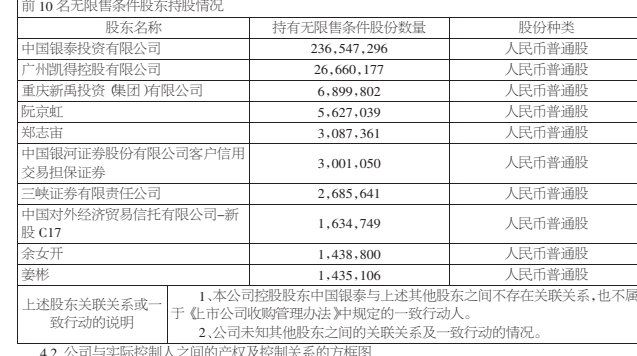 前 10 名无限售条件股东持股情况
股东名称 持有无限售条件股份数量 股份种类
中国银泰投资有限公司 236,547,296 人民币普通股
广州凯得控股有限公司 26,660,177 人民币普通股
重庆新禹投资(集团)有限公司 6,899,802 人民币普通股
阮京虹 5,627,039 人民币普通股
郑志宙 3,087,361 人民币普通股
中国银河证券股份有限公司客户信用
交易担保证券 3,001,050 人民币普通股
三峡证券有限责任公司 2,685,641 人民币普通股
中国对外经济贸易信托有限公司-新
股 C17 1,634,749 人民币普通股
余女开 1,438,800 人民币普通股
姜彬 1,435,106 人民币普通股
上述股东关联关系或一
致行动的说明
1、本公司控股股东中国银泰与上述其他股东之间不存在关联关系,也不属
于《上市公司收购管理办法》中规定的一致行动人。
2、公司未知其他股东之间的关联关系及一致行动的情况。
4.2 公司与实际控制人之间的产权及控制关系的方框图